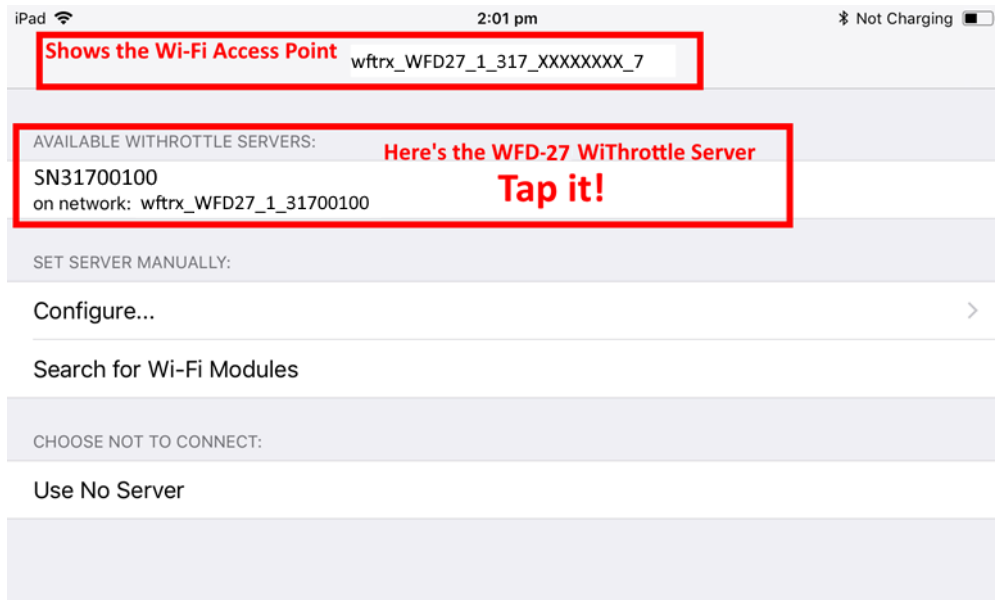 iPad 2:01 pm Not Charging
Shows the Wi-Fi Access Point wftrx_WFD27_1_317_XXXXXXXX_7
AVAILABLE WITHROTTLE SERVERS:
Here's the WFD-27 WiThrottle Server
SN31700100
Tap it!
on network: wftrx_WFD27_1_31700100
SET SERVER MANUALLY:
Configure...
Search for Wi-Fi Modules
CHOOSE NOT TO CONNECT:
Use No Server